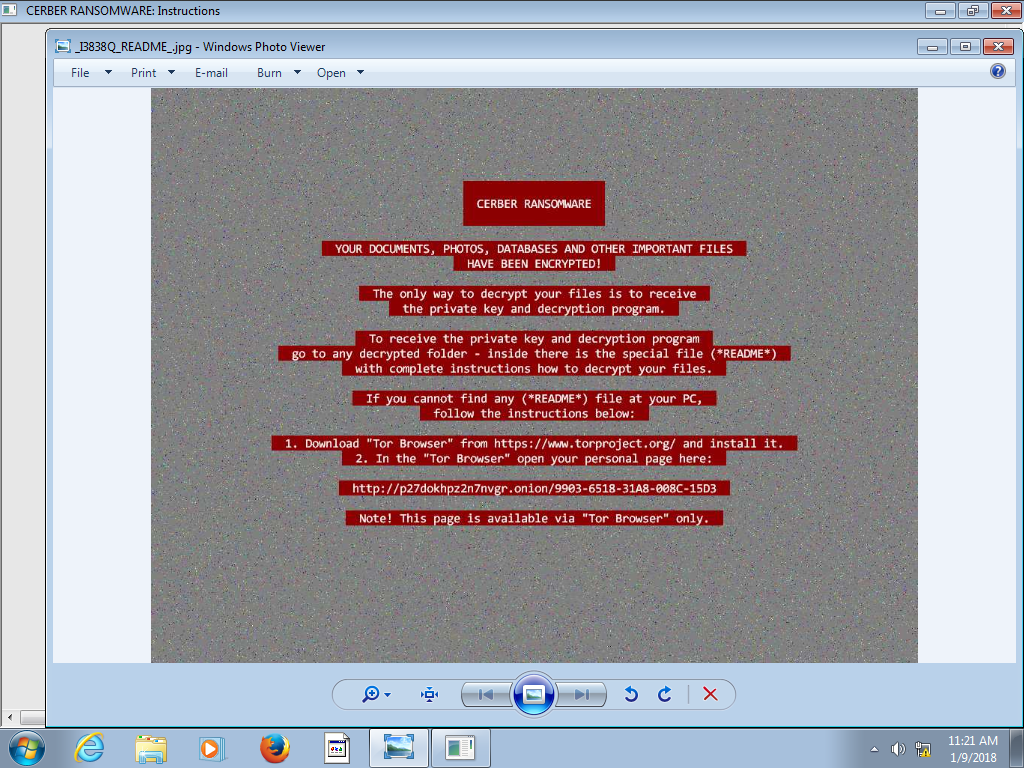 CERBER RANSOMWARE: Instructions
_I3838Q_README_.jpg - Windows Photo Viewer
File Print E-mail Burn Open
CERBER RANSOMWARE
YOUR DOCUMENTS, PHOTOS, DATABASES AND OTHER IMPORTANT FILES
HAVE BEEN ENCRYPTED!
The only way to decrypt your files is to receive
the private key and decryption program.
To receive the private key and decryption program
go to any decrypted folder - inside there is the special file (*README*)
with complete instructions how to decrypt your files.
If you cannot find any (*README*) file at your PC,
follow the instructions below:
1. Download "Tor Browser" from https://www.torproject.org/ and install it.
2. In the "Tor Browser" open your personal page here:
http://p27dokhpz2n7nvgr.onion/9903-6518-31A8-008C-15D3
Note! This page is available via "Tor Browser" only.
11:21 AM
1/9/2018